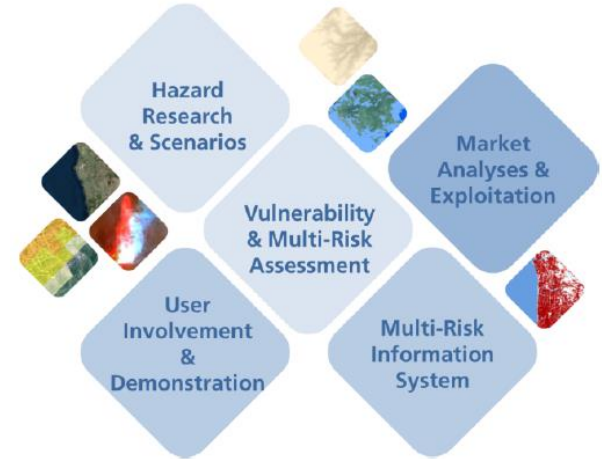 Hazard
Research
& Scenarios
Market
Analyses &
Exploitation
Vulnerability
& Multi-Risk
Assessment
User
Involvement
&
Demonstration
Multi-Risk
Information
System